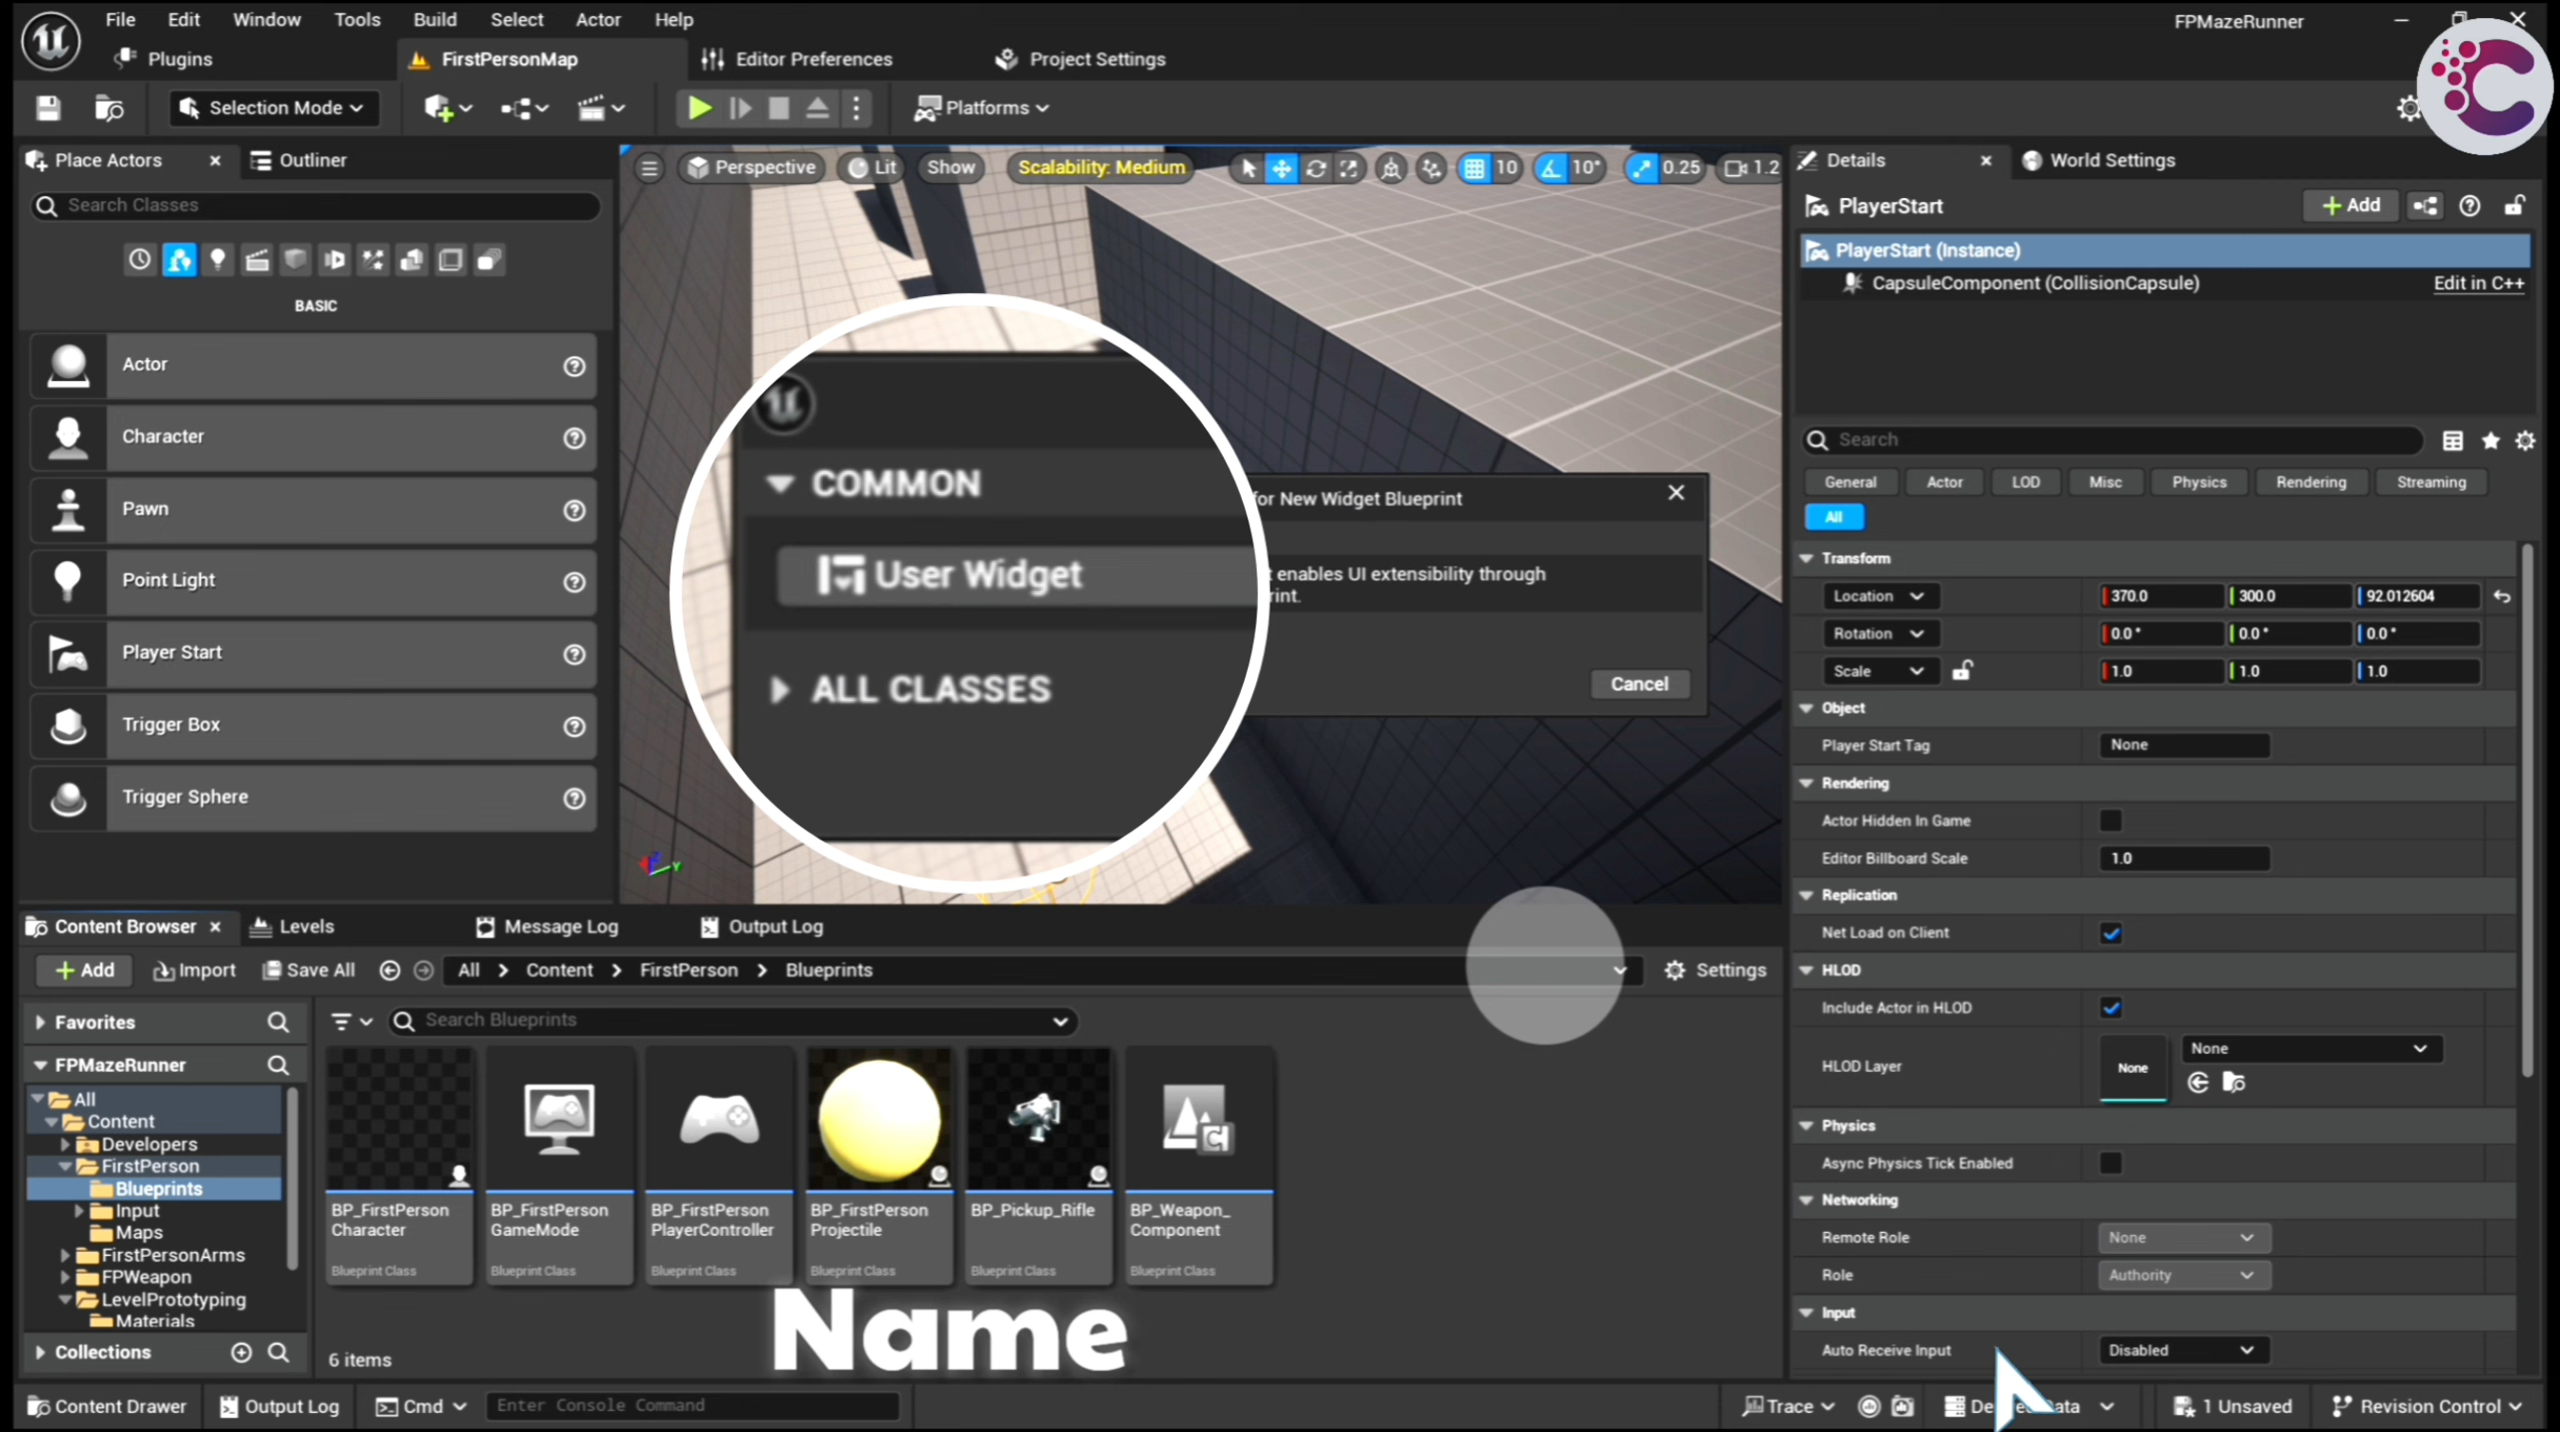 File Edit Window Tools Build Select Actor Help
FPMazeRunner
Plugins
FirstPersonMap
Editor Preferences
Project Settings
Selection Mode
Platforms
Place Actors
Outliner
Search Classes
BASIC
Actor
Character
Pawn
Point Light
Player Start
Trigger Box
Trigger Sphere
Perspective
Lit
Show
Scalability: Medium
10
10°
0.25
1.2
COMMON
User Widget
ALL CLASSES
for New Widget Blueprint
enables UI extensibility through
rint.
Cancel
Details
World Settings
PlayerStart
Add
PlayerStart (Instance)
CapsuleComponent (CollisionCapsule)
Edit in C++
Search
General Actor LOD Misc Physics Rendering Streaming
All
Transform
Location 370.0 300.0 92.012604
Rotation 0.0° 0.0° 0.0°
Scale 1.0 1.0 1.0
Object
Player Start Tag None
Rendering
Actor Hidden In Game
Editor Billboard Scale 1.0
Replication
Net Load on Client
HLOD
Include Actor in HLOD
HLOD Layer
None
None
Physics
Async Physics Tick Enabled
Networking
Remote Role None
Role Authority
Input
Auto Receive Input Disabled
Content Browser
Levels
Message Log
Output Log
Add
Import
Save All
All > Content > FirstPerson > Blueprints
Settings
Favorites
FPMazeRunner
All
Content
Developers
FirstPerson
Blueprints
Input
Maps
FirstPersonArms
FPWeapon
LevelPrototyping
Materials
Collections
Search Blueprints
BP_FirstPerson
Character
Blueprint Class
BP_FirstPerson
GameMode
Blueprint Class
BP_FirstPerson
PlayerController
Blueprint Class
BP_FirstPerson
Projectile
Blueprint Class
BP_Pickup_Rifle
Blueprint Class
BP_Weapon_
Component
Blueprint Class
Name
6 items
Content Drawer
Output Log
Cmd
Enter Console Command
Trace
1 Unsaved
Revision Control